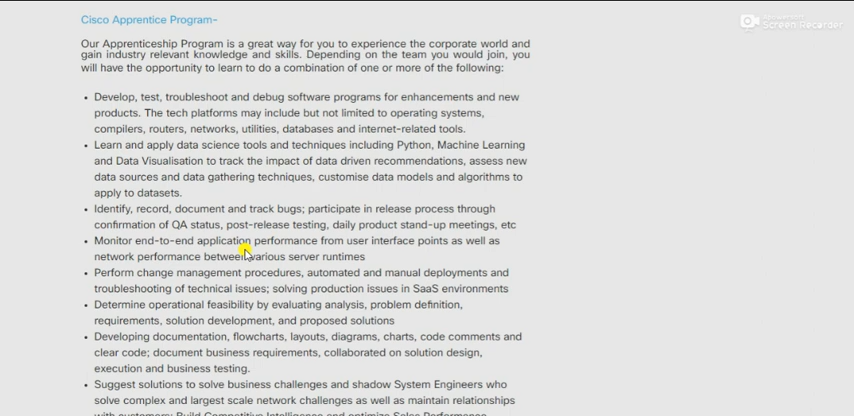 Cisco Apprentice Program-
Screen Recorder
Our Apprenticeship Program is a great way for you to experience the corporate world and
gain industry relevant knowledge and skills. Depending on the team you would join, you
will have the opportunity to learn to do a combination of one or more of the following:
• Develop, test, troubleshoot and debug software programs for enhancements and new
products. The tech platforms may include but not limited to operating systems,
compilers, routers, networks, utilities, databases and internet-related tools.
• Learn and apply data science tools and techniques including Python, Machine Learning
and Data Visualisation to track the impact of data driven recommendations, assess new
data sources and data gathering techniques, customise data models and algorithms to
apply to datasets.
• Identify, record, document and track bugs; participate in release process through
confirmation of QA status, post-release testing, daily product stand-up meetings, etc
• Monitor end-to-end application performance from user interface points as well as
network performance between various server runtimes
• Perform change management procedures, automated and manual deployments and
troubleshooting of technical issues; solving production issues in SaaS environments
• Determine operational feasibility by evaluating analysis, problem definition,
requirements, solution development, and proposed solutions
• Developing documentation, flowcharts, layouts, diagrams, charts, code comments and
clear code; document business requirements, collaborated on solution design,
execution and business testing.
• Suggest solutions to solve business challenges and shadow System Engineers who
solve complex and largest scale network challenges as well as maintain relationships
with customers; Build Competitive Intelligence and optimize Sales Performance